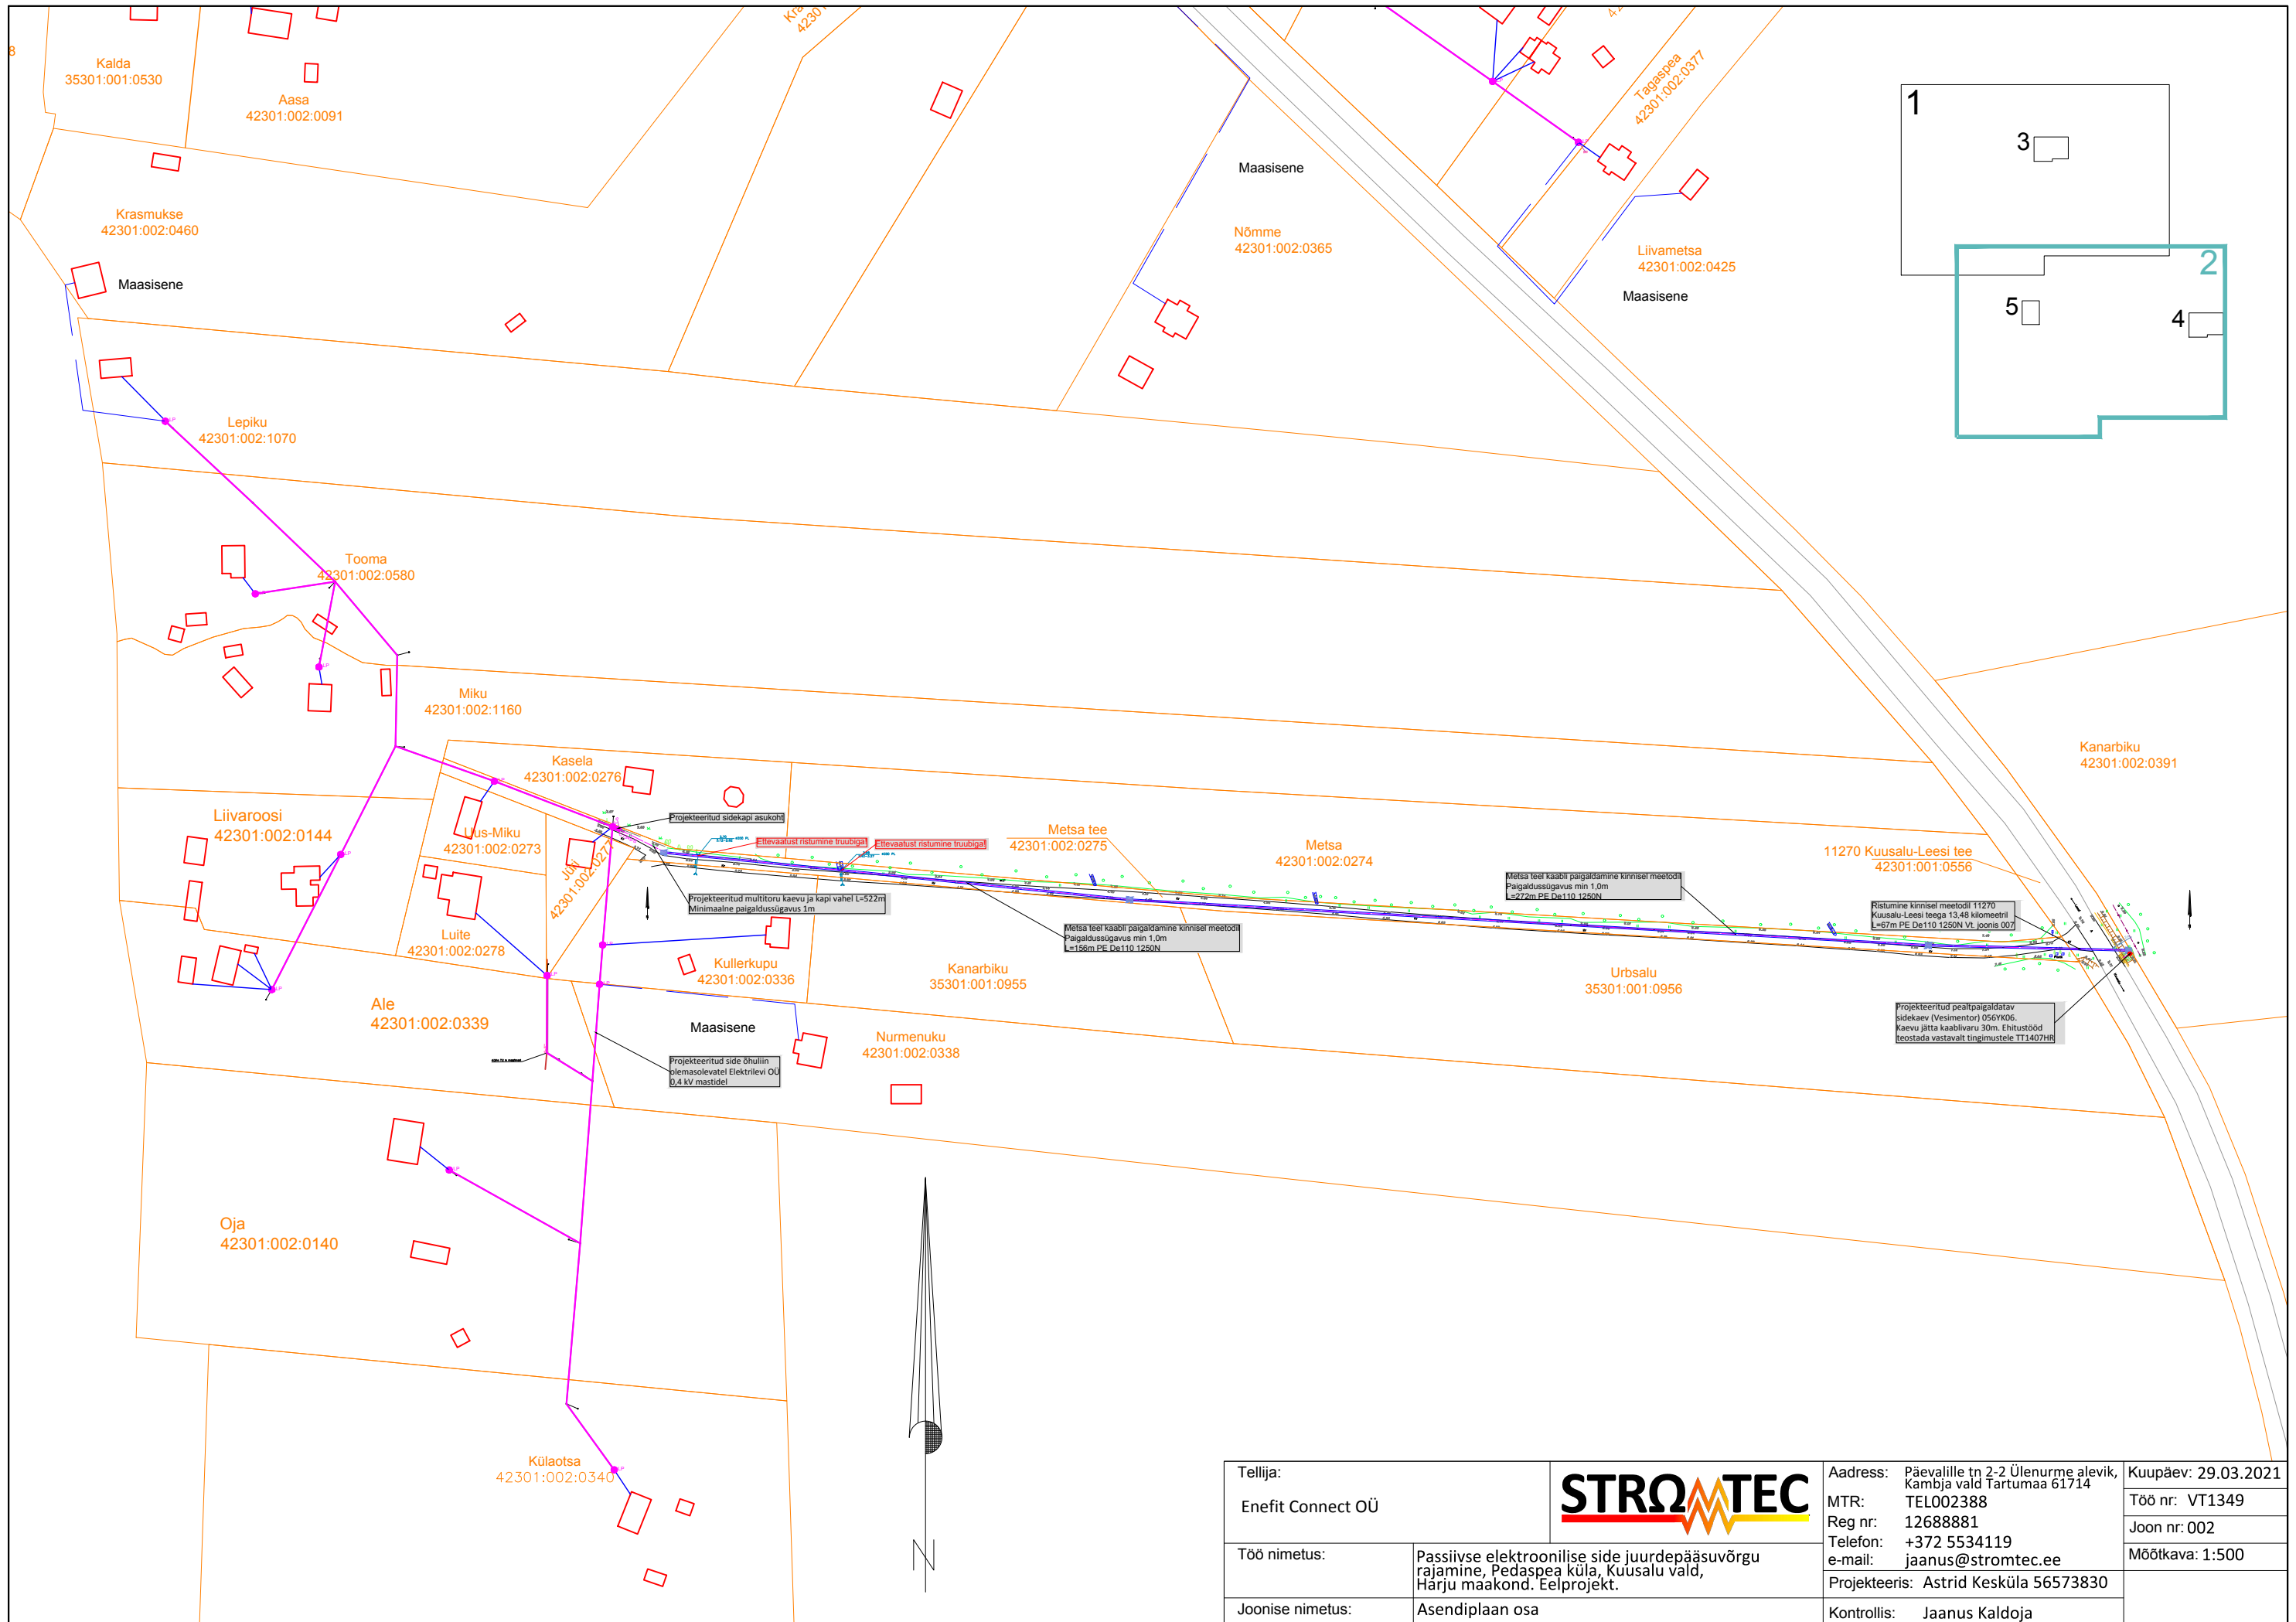 Kalda
35301:001:0530
Aasa
42301:002:0091
Krasmukse
42301:002:0460
Maasisene
Tagaspea
42301:002:0377
Maasisene
Nõmme
42301:002:0365
Liivametsa
42301:002:0425
Maasisene
1
3
2
5
4
Lepiku
42301:002:1070
Tooma
42301:002:0580
Miku
42301:002:1160
Kasela
42301:002:0276
Kanarbiku
42301:002:0391
Liivaroosi
42301:002:0144
Uus-Miku
42301:002:0273
Jüri
42301:002:0277
Projekteeritud sidekapi asukoht
Ettevaatust ristumine truubiga!
Ettevaatust ristumine truubiga!
Metsa tee
42301:002:0275
Metsa
42301:002:0274
11270 Kuusalu-Leesi tee
42301:001:0556
Projekteeritud multitoru kaevu ja kapi vahel L=522m
Minimaalne paigaldussügavus 1m
Metsa teel kaabli paigaldamine kinnisel meetodil
Paigaldussügavus min 1,0m
L=156m PE De110 1250N
Metsa teel kaabli paigaldamine kinnisel meetodil
Paigaldussügavus min 1,0m
L=272m PE De110 1250N
Ristumine kinnisel meetodil 11270
Kuusalu-Leesi teega 13,48 kilomeetril
L=67m PE De110 1250N Vt. joonis 007
Luite
42301:002:0278
Kullerkupu
42301:002:0336
Kanarbiku
35301:001:0955
Urbsalu
35301:001:0956
Ale
42301:002:0339
Maasisene
Nurmenuku
42301:002:0338
Projekteeritud pealtpaigaldatav
sidekaev (Vesimentor) 056YK06.
Kaevu jätta kaablivaru 30m. Ehitustööd
teostada vastavalt tingimustele TT1407HR
Projekteeritud side õhuliin
olemasolevatel Elektrilevi OÜ
0,4 kV mastidel
Oja
42301:002:0140
Külaotsa
42301:002:0340
N
Tellija:
Enefit Connect OÜ
STROMTEC
Aadress: Päevalille tn 2-2 Ülenurme alevik,
Kambja vald Tartumaa 61714
MTR: TEL002388
Reg nr: 12688881
Telefon: +372 5534119
e-mail: jaanus@stromtec.ee
Kuupäev: 29.03.2021
Töö nr: VT1349
Joon nr: 002
Mõõtkava: 1:500
Töö nimetus:
Passiivse elektroonilise side juurdepääsuvõrgu
rajamine, Pedaspea küla, Kuusalu vald,
Harju maakond. Eelprojekt.
Projekteeris: Astrid Kesküla 56573830
Joonise nimetus: Asendiplaan osa
Kontrollis: Jaanus Kaldoja